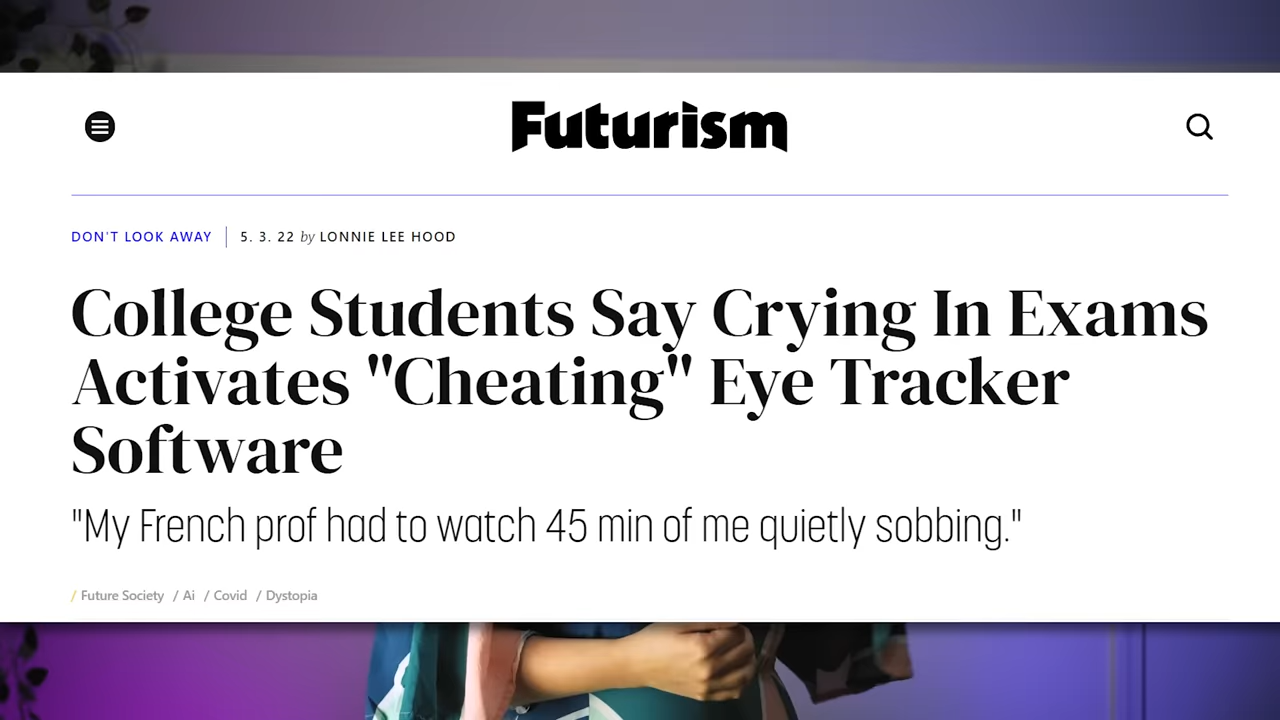 Futurism
DON'T LOOK AWAY | 5. 3. 22 by LONNIE LEE HOOD
College Students Say Crying In Exams
Activates "Cheating" Eye Tracker
Software
"My French prof had to watch 45 min of me quietly sobbing."
/ Future Society / Ai / Covid / Dystopia